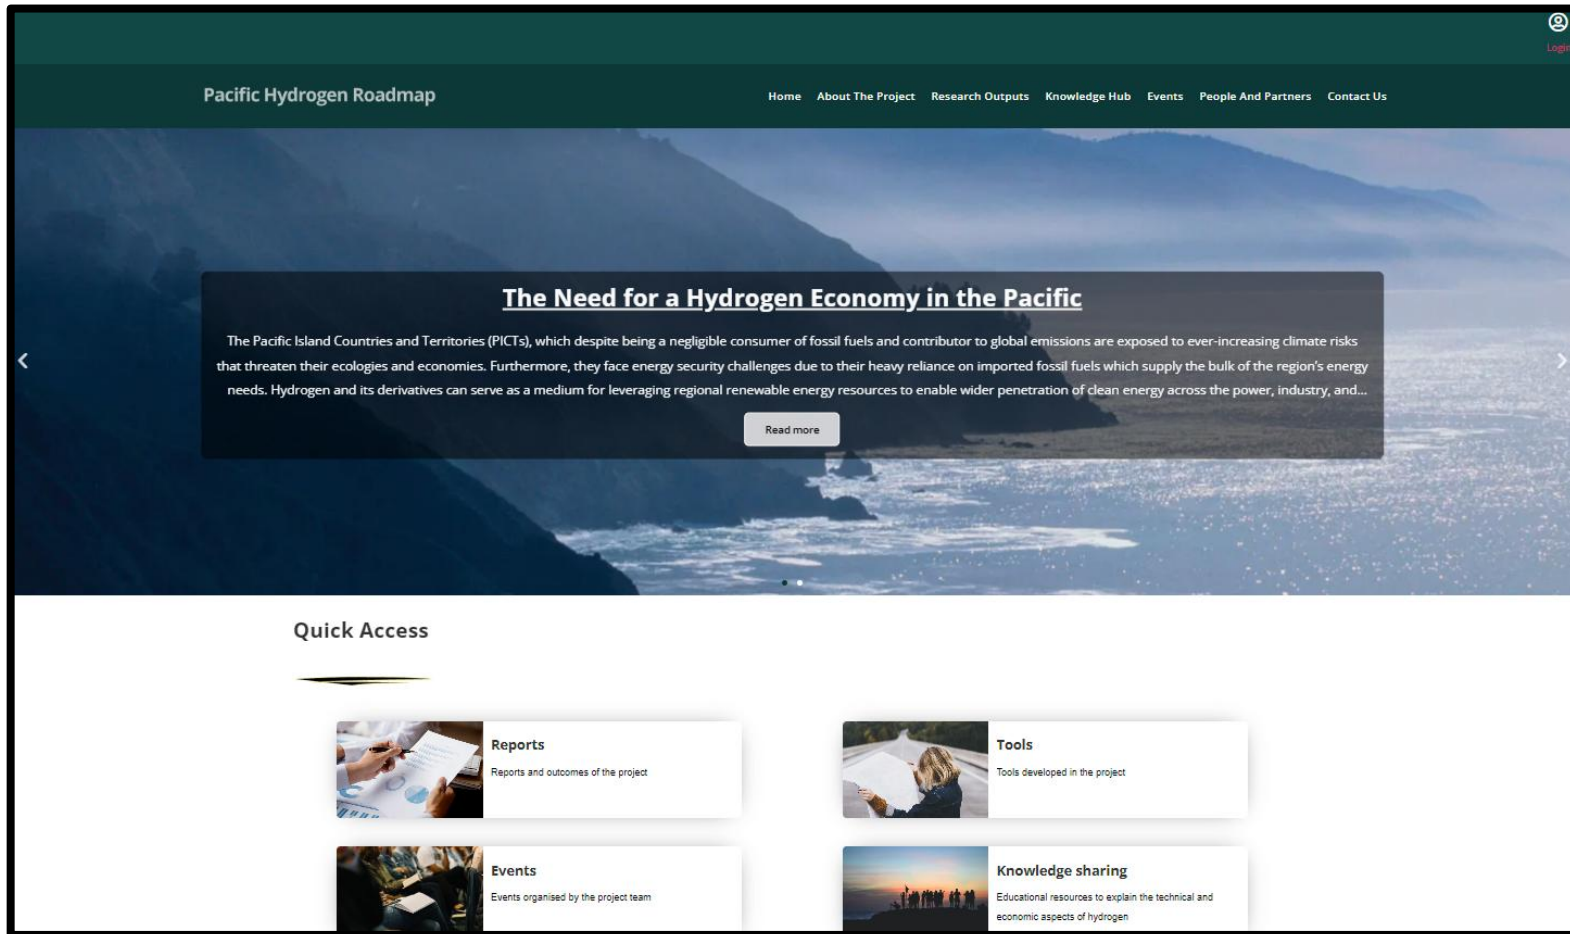 Login
Pacific Hydrogen Roadmap
Home About The Project Research Outputs Knowledge Hub Events People And Partners Contact Us
The Need for a Hydrogen Economy in the Pacific
The Pacific Island Countries and Territories (PICTs), which despite being a negligible consumer of fossil fuels and contributor to global emissions are exposed to ever-increasing climate risks
that threaten their ecologies and economies. Furthermore, they face energy security challenges due to their heavy reliance on imported fossil fuels which supply the bulk of the region's energy
needs. Hydrogen and its derivatives can serve as a medium for leveraging regional renewable energy resources to enable wider penetration of clean energy across the power, industry, and...
Read more
Quick Access
Reports
Reports and outcomes of the project
Tools
Tools developed in the project
Events
Events organised by the project team
Knowledge sharing
Educational resources to explain the technical and
economic aspects of hydrogen